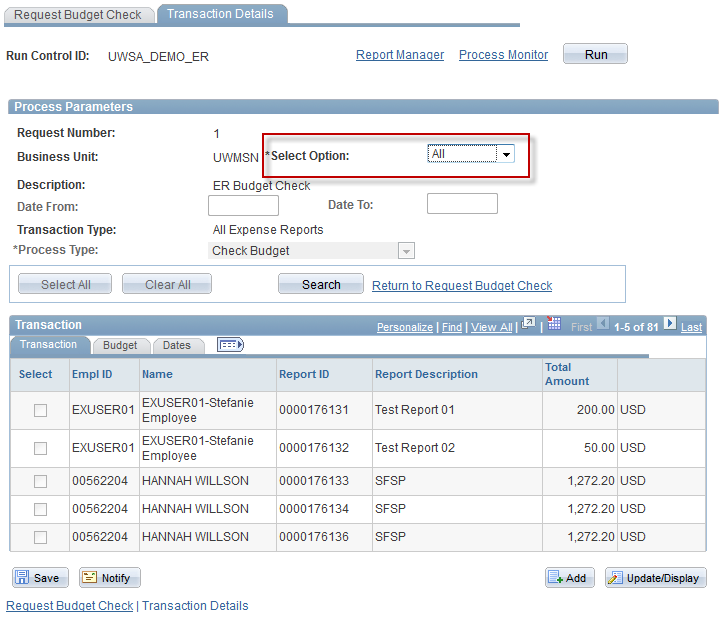 Request Budget Check Transaction Details
Run Control ID: UWSA_DEMO_ER Report Manager Process Monitor Run
Process Parameters
Request Number: 1
Business Unit: UWMSN *Select Option: All
Description: ER Budget Check
Date From: Date To:
Transaction Type: All Expense Reports
*Process Type: Check Budget
Select All Clear All Search Return to Request Budget Check
Transaction Personalize | Find | View All | | First 1-5 of 81 Last
Transaction Budget Dates
Select Empl ID Name Report ID Report Description Total
Amount
EXUSER01 EXUSER01-Stefanie
Employee 0000176131 Test Report 01 200.00 USD
EXUSER01 EXUSER01-Stefanie
Employee 0000176132 Test Report 02 50.00 USD
00562204 HANNAH WILLSON 0000176133 SFSP 1,272.20 USD
00562204 HANNAH WILLSON 0000176134 SFSP 1,272.20 USD
00562204 HANNAH WILLSON 0000176136 SFSP 1,272.20 USD
Save Notify Add Update/Display
Request Budget Check | Transaction Details